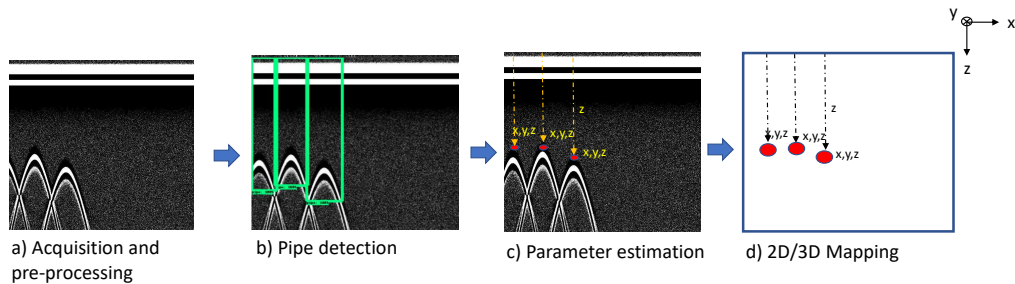 y
x
z
z
x,y,z
x,y,z
x,y,z
z
x,y,z
x,y,z
x,y,z
a) Acquisition and
pre-processing
b) Pipe detection
c) Parameter estimation
d) 2D/3D Mapping